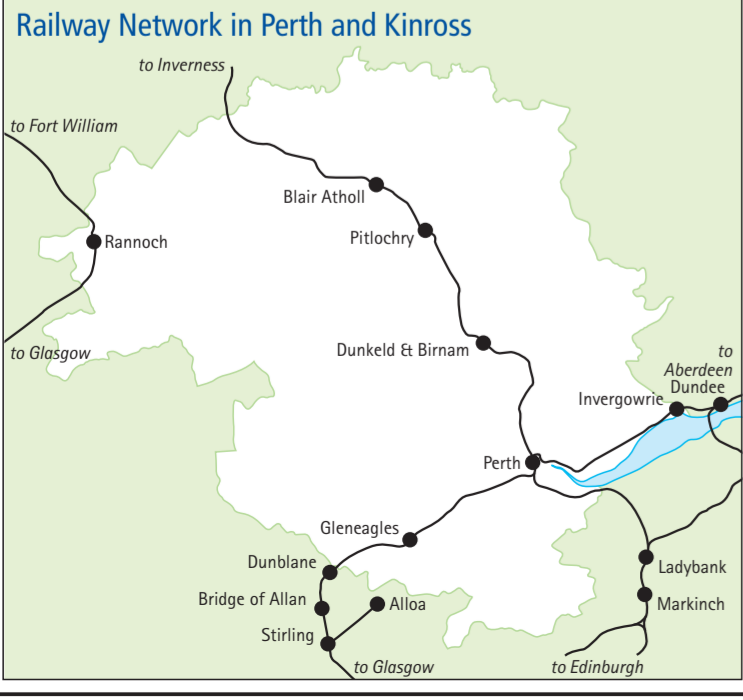 Railway Network in Perth and Kinross
to Inverness
to Fort William
Blair Atholl
Pitlochry
Rannoch
to Glasgow
Dunkeld & Birnam
to
Aberdeen
Dundee
Invergowrie
Perth
Gleneagles
Dunblane
Ladybank
Bridge of Allan
Alloa
Markinch
Stirling
to Glasgow
to Edinburgh